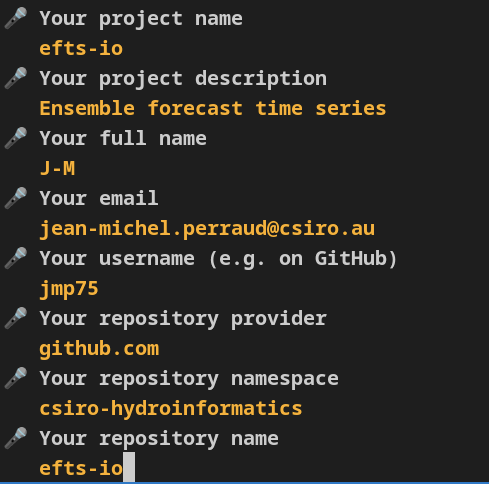 Your project name
efts-io
Your project description
Ensemble forecast time series
Your full name
J-M
Your email
jean-michel.perraud@csiro.au
Your username (e.g. on GitHub)
jmp75
Your repository provider
github.com
Your repository namespace
csiro-hydroinformatics
Your repository name
efts-io